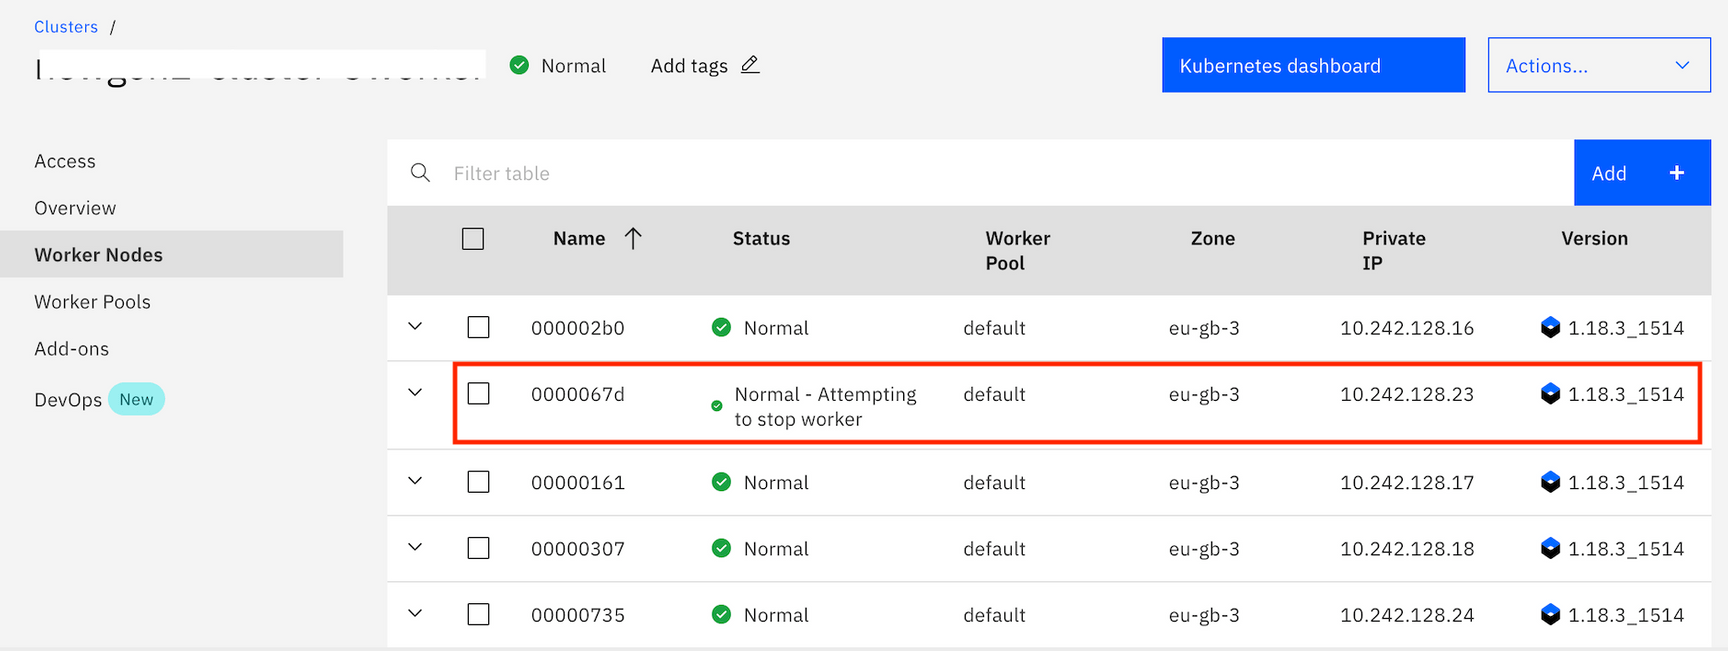 Clusters /
Normal
Add tags
Kubernetes dashboard
Actions...
Access
Overview
Worker Nodes
Worker Pools
Add-ons
DevOps New
Filter table
Add +
Name Status Worker Pool Zone Private IP Version
000002b0 Normal default eu-gb-3 10.242.128.16 1.18.3_1514
0000067d Normal - Attempting to stop worker default eu-gb-3 10.242.128.23 1.18.3_1514
00000161 Normal default eu-gb-3 10.242.128.17 1.18.3_1514
00000307 Normal default eu-gb-3 10.242.128.18 1.18.3_1514
00000735 Normal default eu-gb-3 10.242.128.24 1.18.3_1514